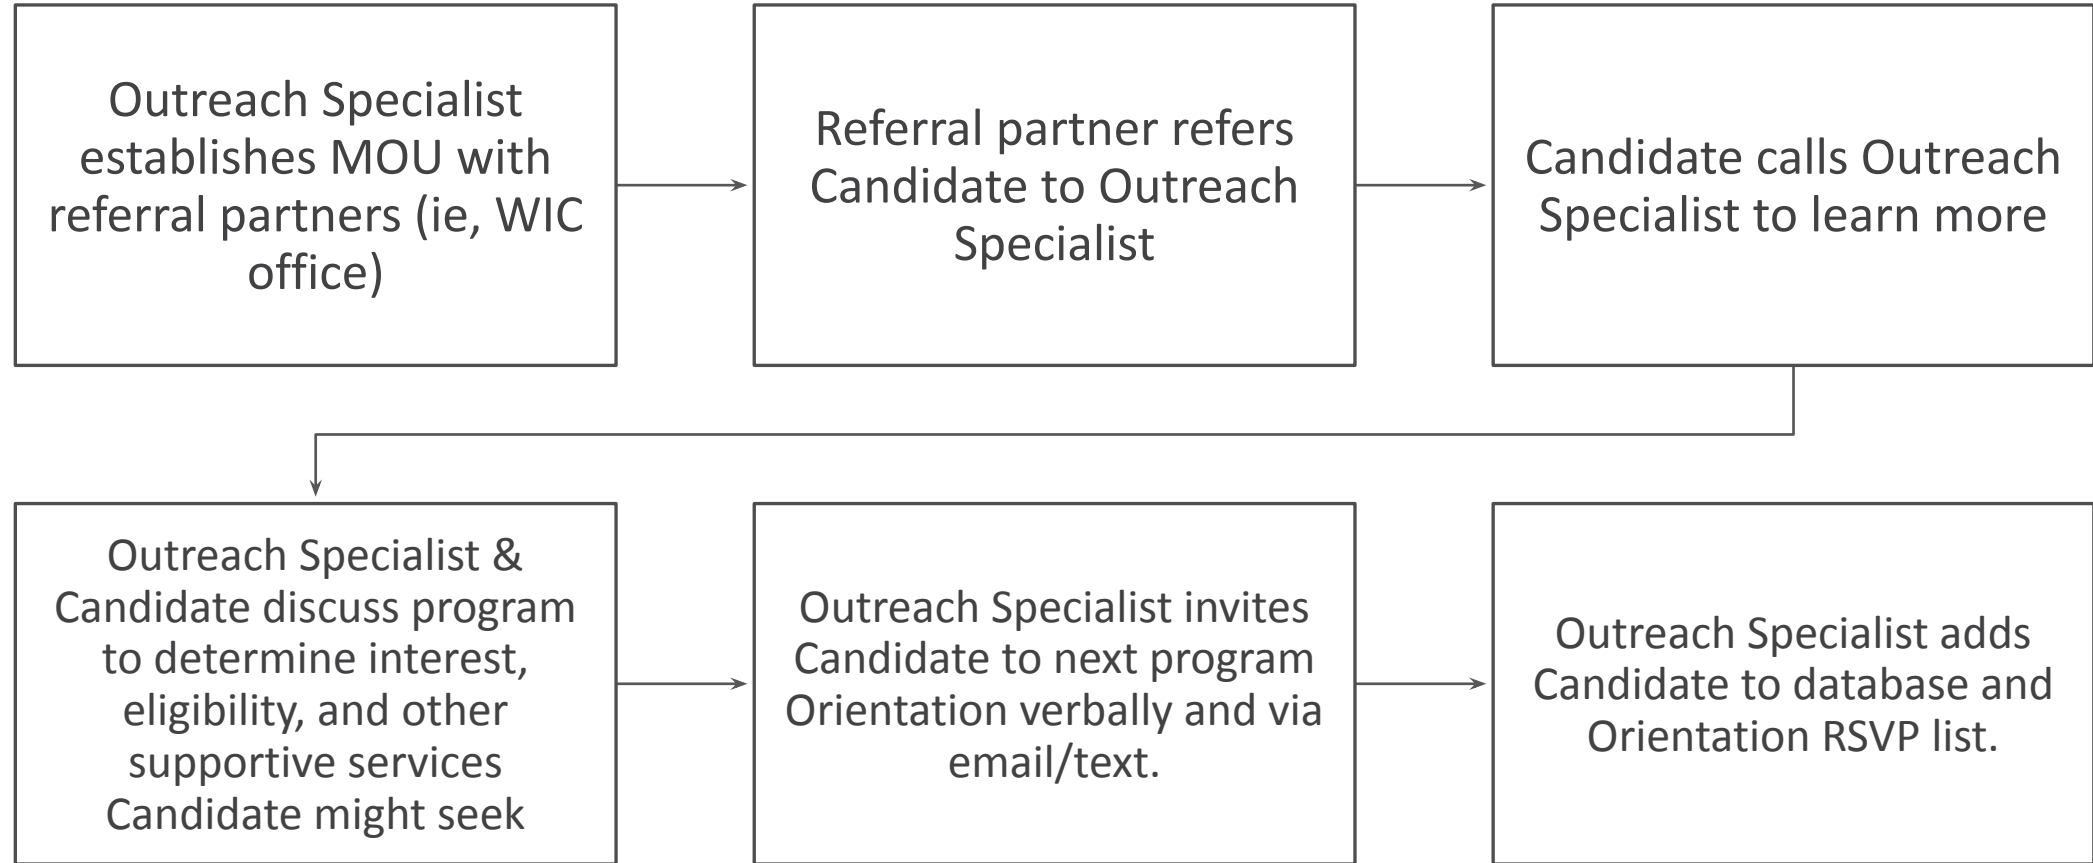 Outreach Specialist
establishes MOU with
referral partners (ie, WIC
office)
Referral partner refers
Candidate to Outreach
Specialist
Candidate calls Outreach
Specialist to learn more
Outreach Specialist &
Candidate discuss program
to determine interest,
eligibility, and other
supportive services
Candidate might seek
Outreach Specialist invites
Candidate to next program
Orientation verbally and via
email/text.
Outreach Specialist adds
Candidate to database and
Orientation RSVP list.